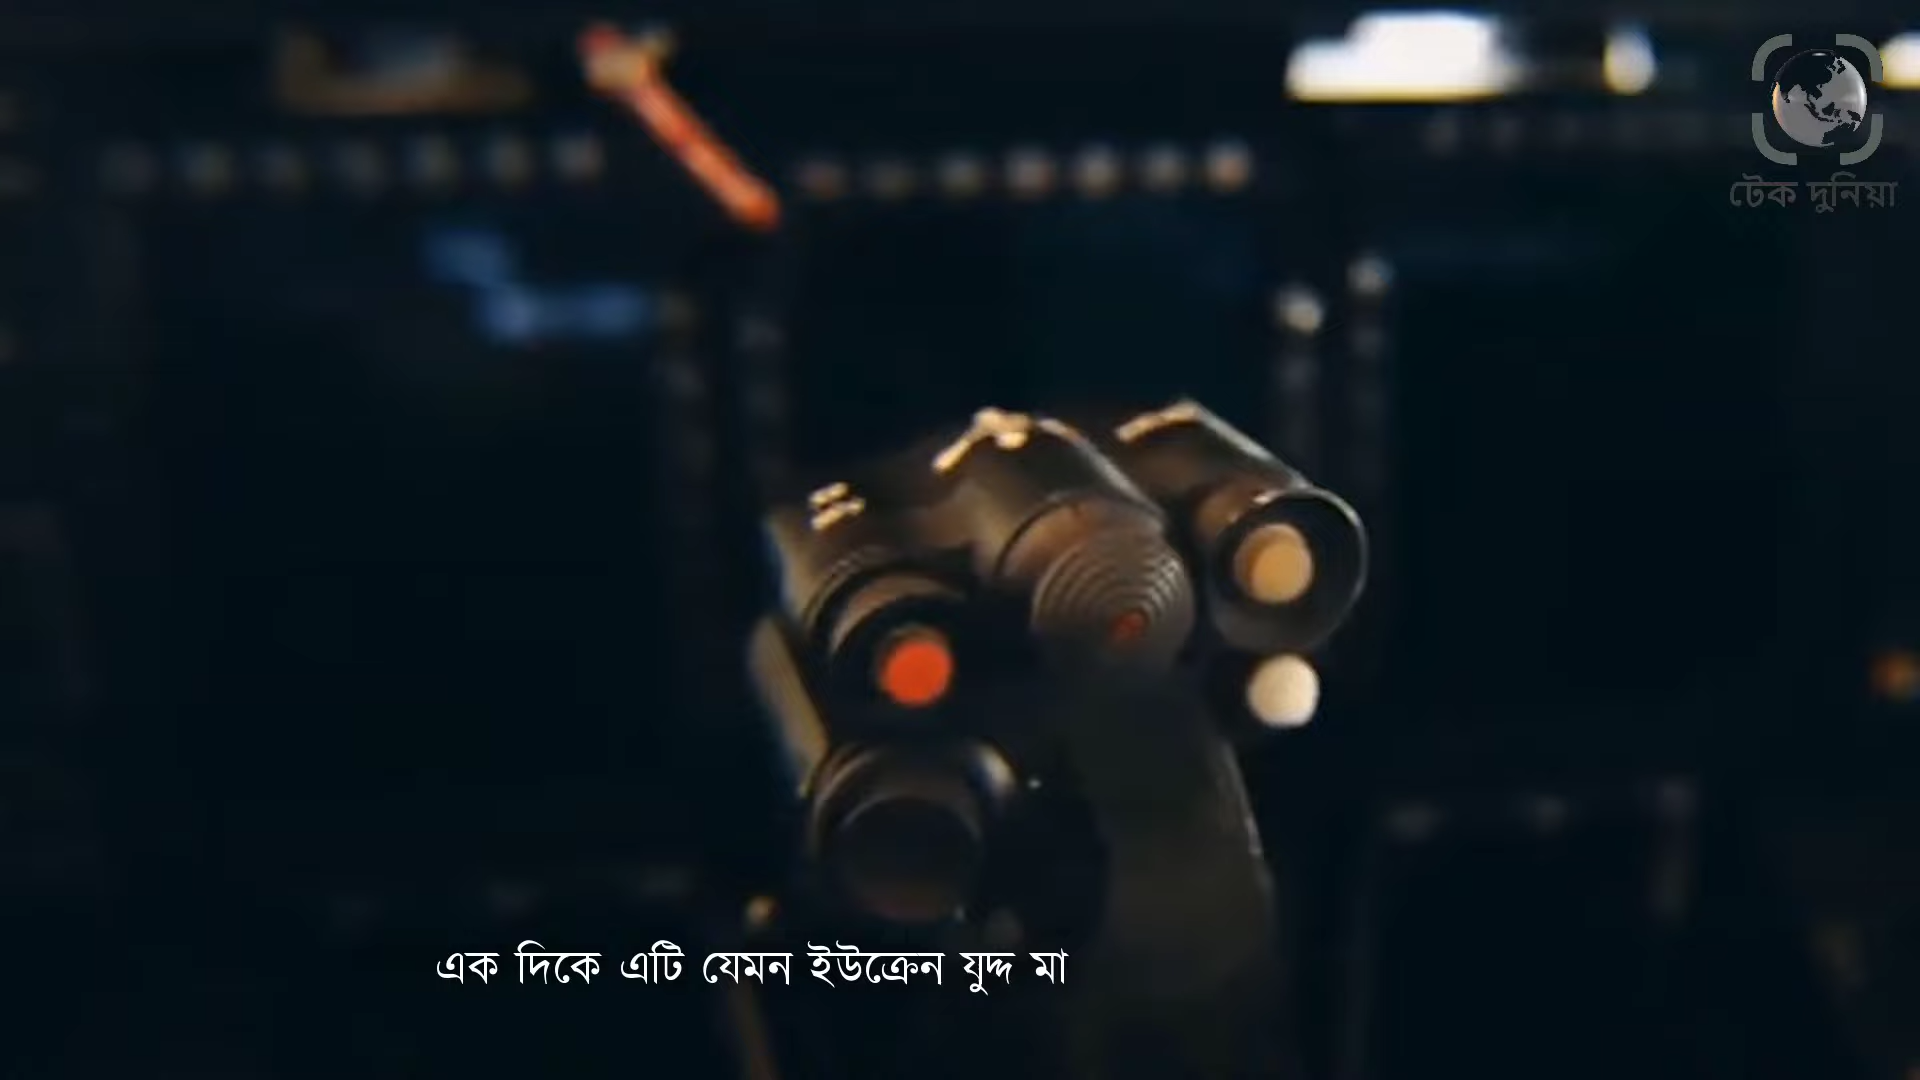 টেক দুনিয়া
এক দিকে এটি যেমন ইউক্রেন যুদ্দ মা